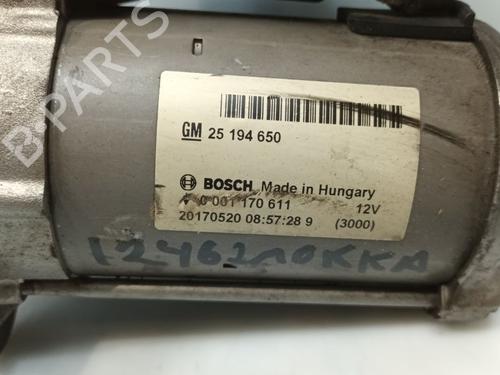 B-PARTS
GM 25 194 650
BOSCH Made in Hungary
0 001 170 611 12V
20170520 08:57:28 9 (3000)
12462MOKKA